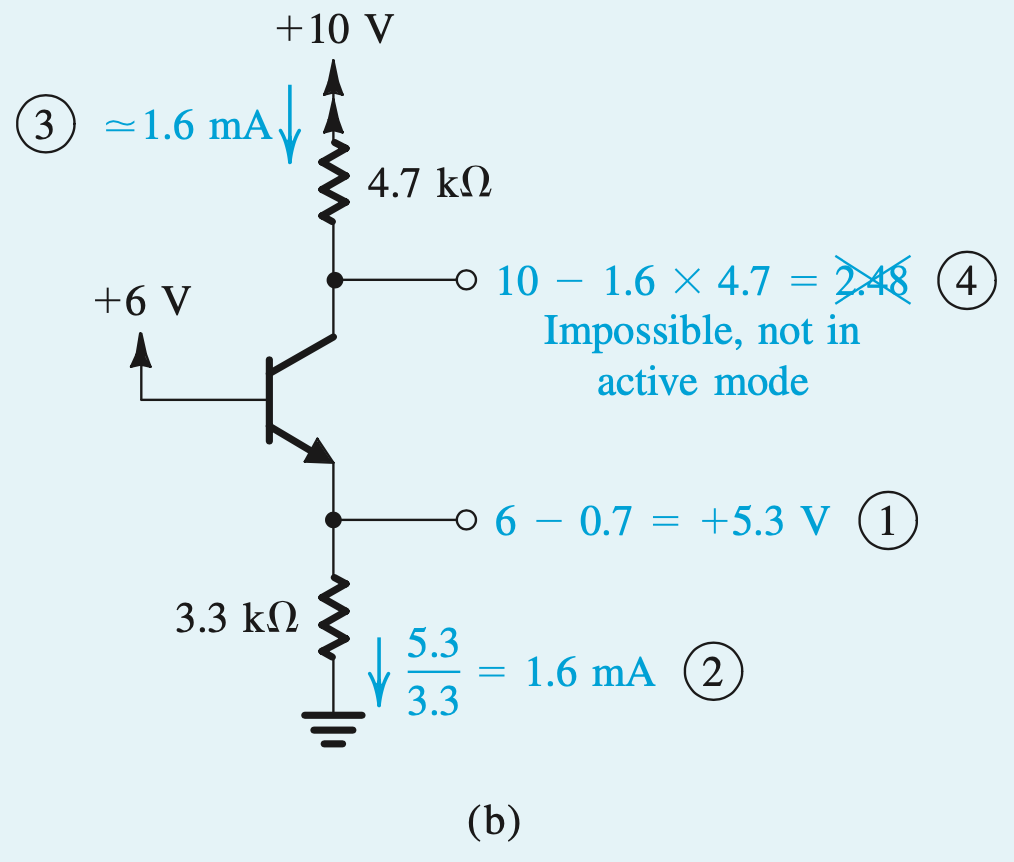 +10 V
③ ≃1.6 mA
4.7 kΩ
+6 V
10 − 1.6 × 4.7 = 2.48 ④
Impossible, not in
active mode
6 − 0.7 = +5.3 V ①
3.3 kΩ
5.3
3.3
= 1.6 mA ②
(b)